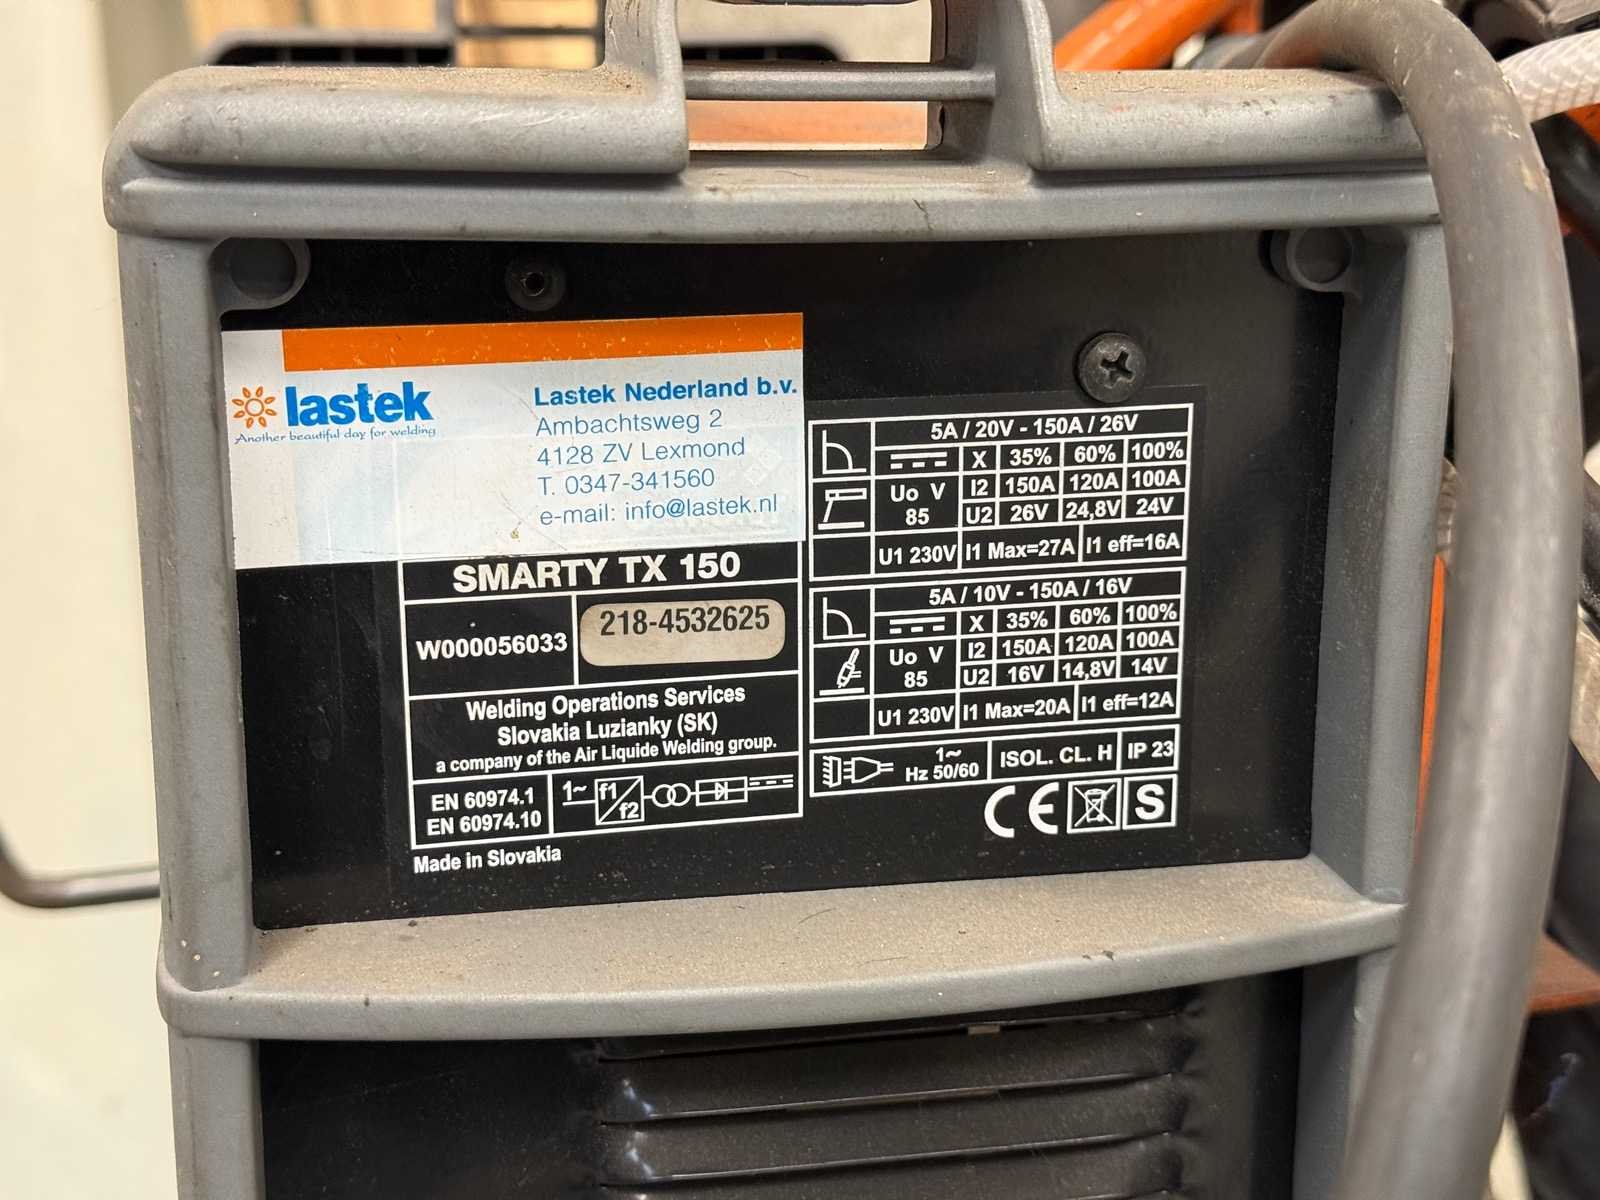 lastek
Another beautiful day for welding
Lastek Nederland b.v.
Ambachtsweg 2
4128 ZV Lexmond
T. 0347-341560
e-mail: info@lastek.nl
SMARTY TX 150
W000056033
218-4532625
Welding Operations Services
Slovakia Luzianky (SK)
a company of the Air Liquide Welding group.
EN 60974.1
EN 60974.10
1~ f1 f2
Made in Slovakia
5A / 20V - 150A / 26V
X 35% 60% 100%
Uo V I2 150A 120A 100A
85 U2 26V 24,8V 24V
U1 230V I1 Max=27A I1 eff=16A
5A / 10V - 150A / 16V
X 35% 60% 100%
Uo V I2 150A 120A 100A
85 U2 16V 14,8V 14V
U1 230V I1 Max=20A I1 eff=12A
1~
Hz 50/60 ISOL. CL. H IP 23
CE S